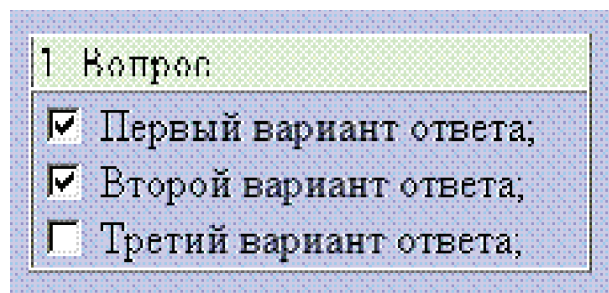 1 Вопрос
Первый вариант ответа;
Второй вариант ответа;
Третий вариант ответа;